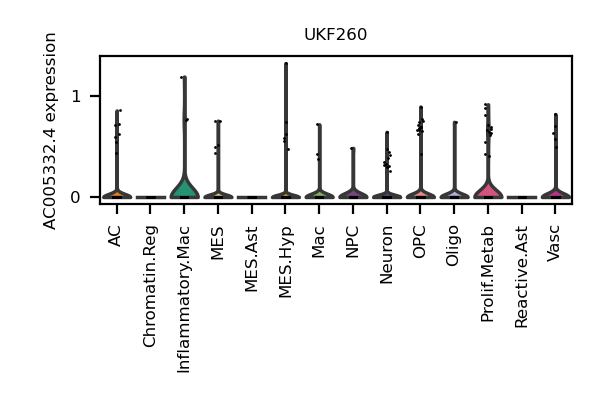 UKF260
AC005332.4 expression
1
0
AC
Chromatin.Reg
Inflammatory.Mac
MES
MES.Ast
MES.Hyp
Mac
NPC
Neuron
OPC
Oligo
Prolif.Metab
Reactive.Ast
Vasc